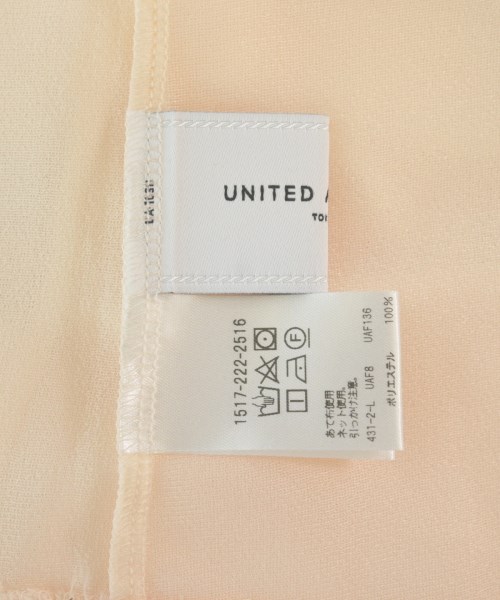 UNITED
1517-222-2516
あて布使用
ネット使用。
引っかけ注意。
431-2-L UAF8 UAF136
ポリエステル 100%